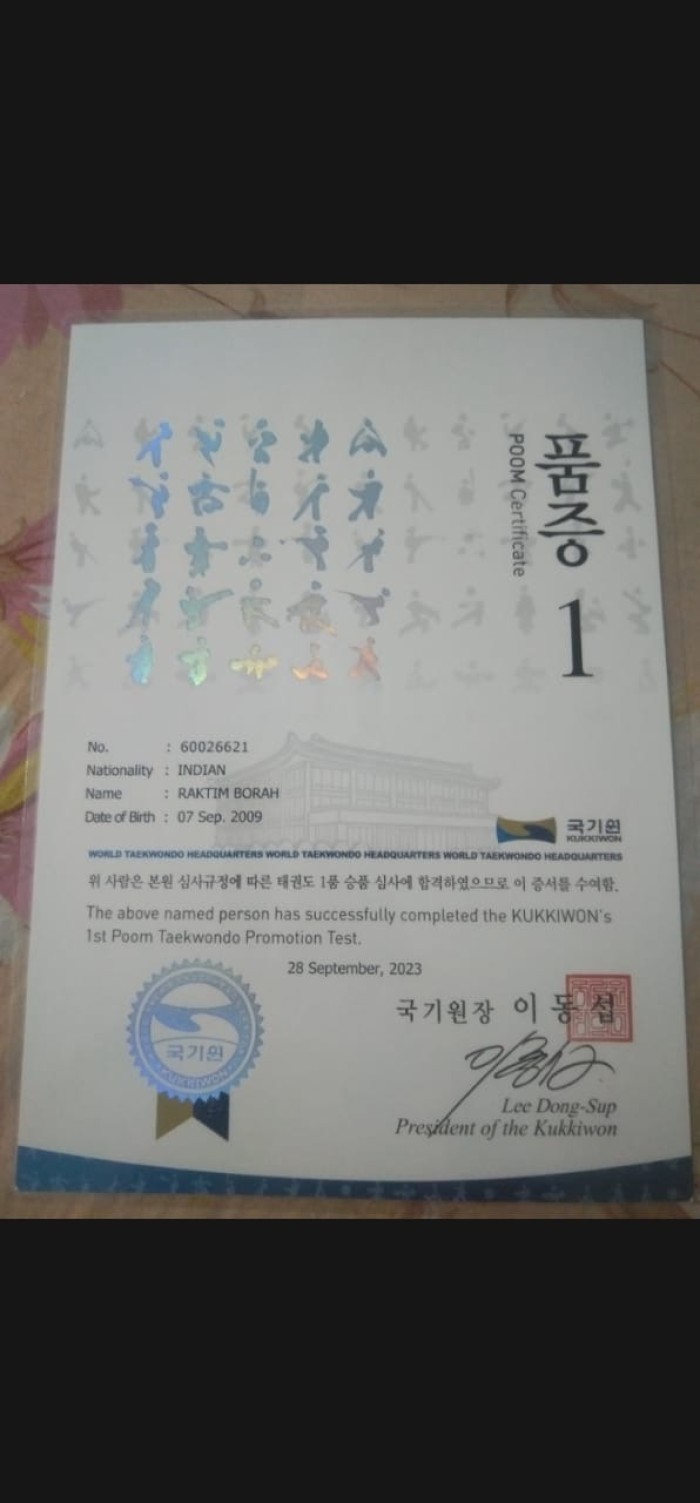 품증
POOM Certificate
1
No. : 60026621
Nationality : INDIAN
Name : RAKTIM BORAH
Date of Birth : 07 Sep. 2009
국기원
KUKKIWON
WORLD TAEKWONDO HEADQUARTERS WORLD TAEKWONDO HEADQUARTERS WORLD TAEKWONDO HEADQUARTERS
위 사람은 본원 심사규정에 따른 태권도 1품 승품 심사에 합격하였으므로 이 증서를 수여함.
The above named person has successfully completed the KUKKIWON's
1st Poom Taekwondo Promotion Test.
28 September, 2023
국기원
KUKKIWON
국기원장 이동섭
Lee Dong-Sup
President of the Kukkiwon